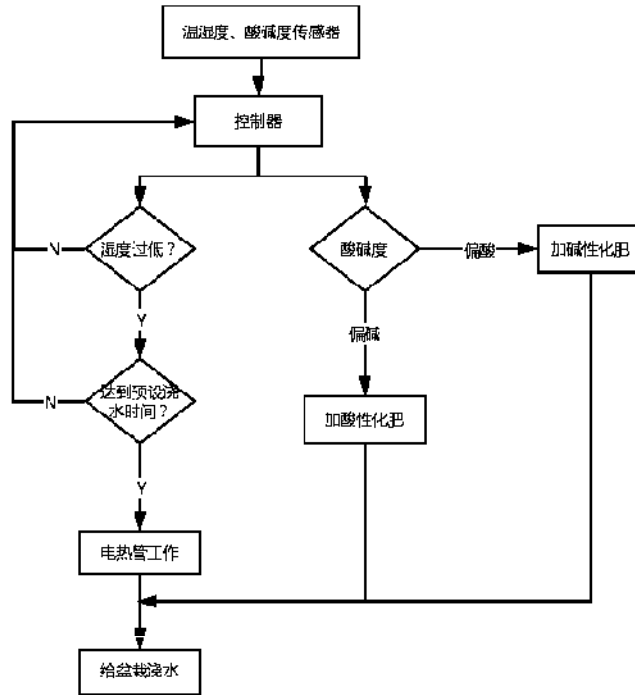 温湿度、酸碱度传感器
控制器
N
湿度过低？
酸碱度
偏酸
加碱性化肥
Y
偏碱
N
达到预设浇
水时间？
加酸性化肥
Y
电热管工作
给盆栽浇水